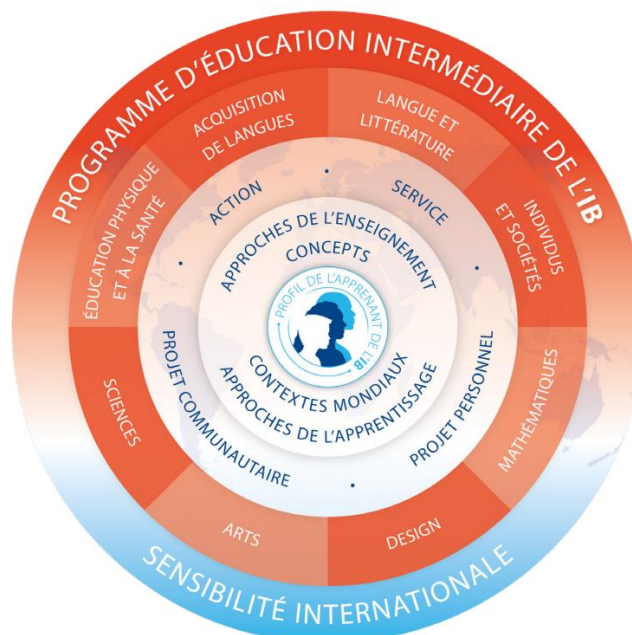 PROGRAMME D'ÉDUCATION INTERMÉDIAIRE DE L'IB
ACQUISITION
DE LANGUES
LANGUE ET
LITTÉRATURE
ÉDUCATION PHYSIQUE
ET À LA SANTÉ
INDIVIDUS
ET SOCIÉTÉS
ACTION
SERVICE
APPROCHES DE L'ENSEIGNEMENT
CONCEPTS
PROFIL DE L'APPRENANT DE L'IB
CONTEXTES MONDIAUX
APPROCHES DE L'APPRENTISSAGE
PROJET COMMUNAUTAIRE
PROJET PERSONNEL
SCIENCES
MATHÉMATIQUES
ARTS
DESIGN
SENSIBILITÉ INTERNATIONALE